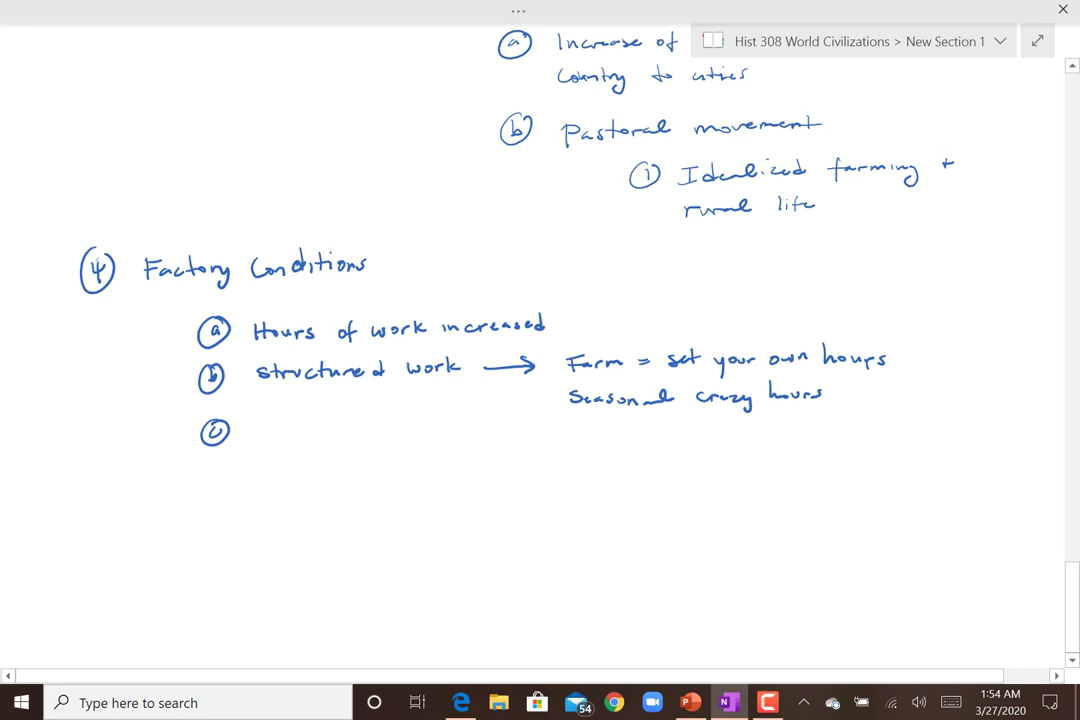 ...
ⓐ Increase of
Hist 308 World Civilizations > New Section 1
Country to cities
ⓑ Pastoral movement
① Idealized farming +
rural life
④ Factory Conditions
ⓐ Hours of work increased
ⓑ structured work → Farm = set your own hours
seasonal crazy hours
ⓒ
Type here to search
54
1:54 AM
3/27/2020